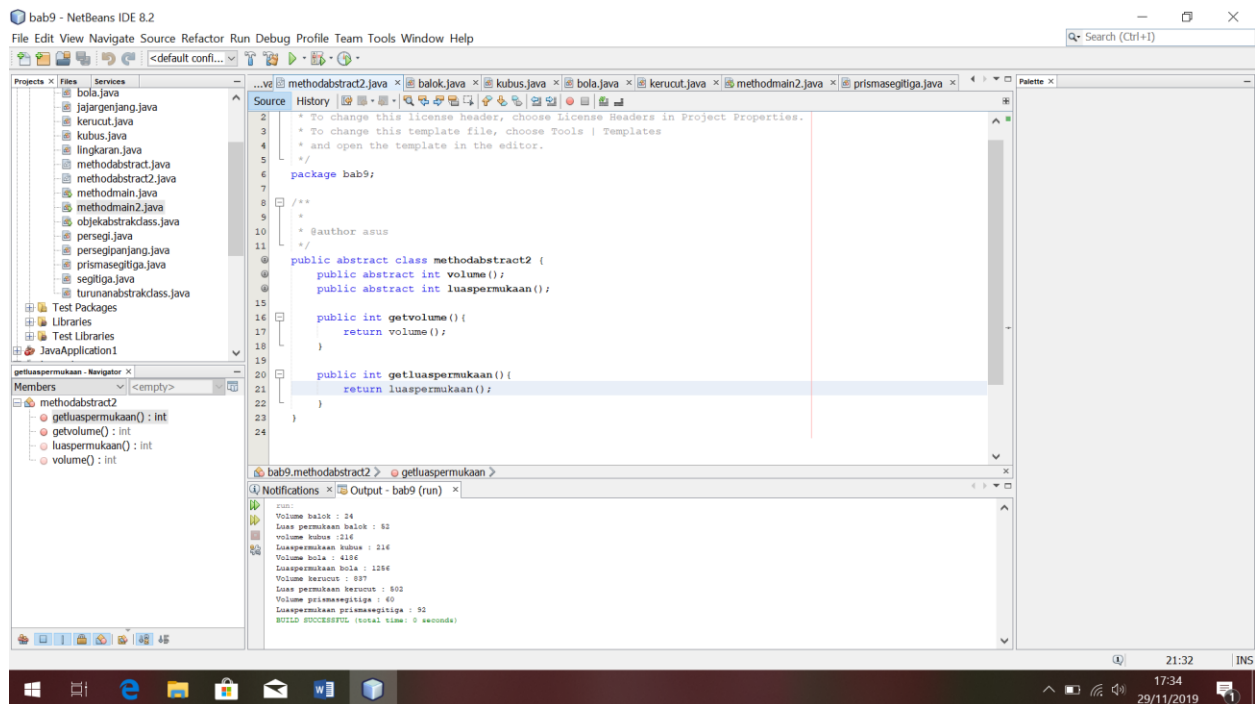 bab9 - NetBeans IDE 8.2
File Edit View Navigate Source Refactor Run Debug Profile Team Tools Window Help
Search (Ctrl+I)
<default confi...
Projects Files Services
bola.java
jajargenjang.java
kerucut.java
kubus.java
lingkaran.java
methodabstract.java
methodabstract2.java
methodmain.java
methodmain2.java
objekabstrakclass.java
persegi.java
persegipanjang.java
prismasegitiga.java
segitiga.java
turunanabstrakclass.java
Test Packages
Libraries
Test Libraries
JavaApplication1
getluaspermukaan - Navigator
Members <empty>
methodabstract2
getluaspermukaan() : int
getvolume() : int
luaspermukaan() : int
volume() : int
...va methodabstract2.java balok.java kubus.java bola.java kerucut.java methodmain2.java prismasegitiga.java
Source History
2 * To change this license header, choose License Headers in Project Properties.
3 * To change this template file, choose Tools | Templates
4 * and open the template in the editor.
5 */
6 package bab9;
7
8 /**
9 *
10 * @author asus
11 */
public abstract class methodabstract2 {
public abstract int volume();
public abstract int luaspermukaan();
15
16 public int getvolume(){
17 return volume();
18 }
19
20 public int getluaspermukaan(){
21 return luaspermukaan();
22 }
23 }
24
bab9.methodabstract2 getluaspermukaan
Notifications Output - bab9 (run)
run:
Volume balok : 24
Luas permukaan balok : 52
volume kubus :216
Luaspermukaan kubus : 216
Volume bola : 4186
Luaspermukaan bola : 1256
Volume kerucut : 837
Luas permukaan kerucut : 502
Volume prismasegitiga : 60
Luaspermukaan prismasegitiga : 92
BUILD SUCCESSFUL (total time: 0 seconds)
Palette
21:32 INS
17:34
29/11/2019